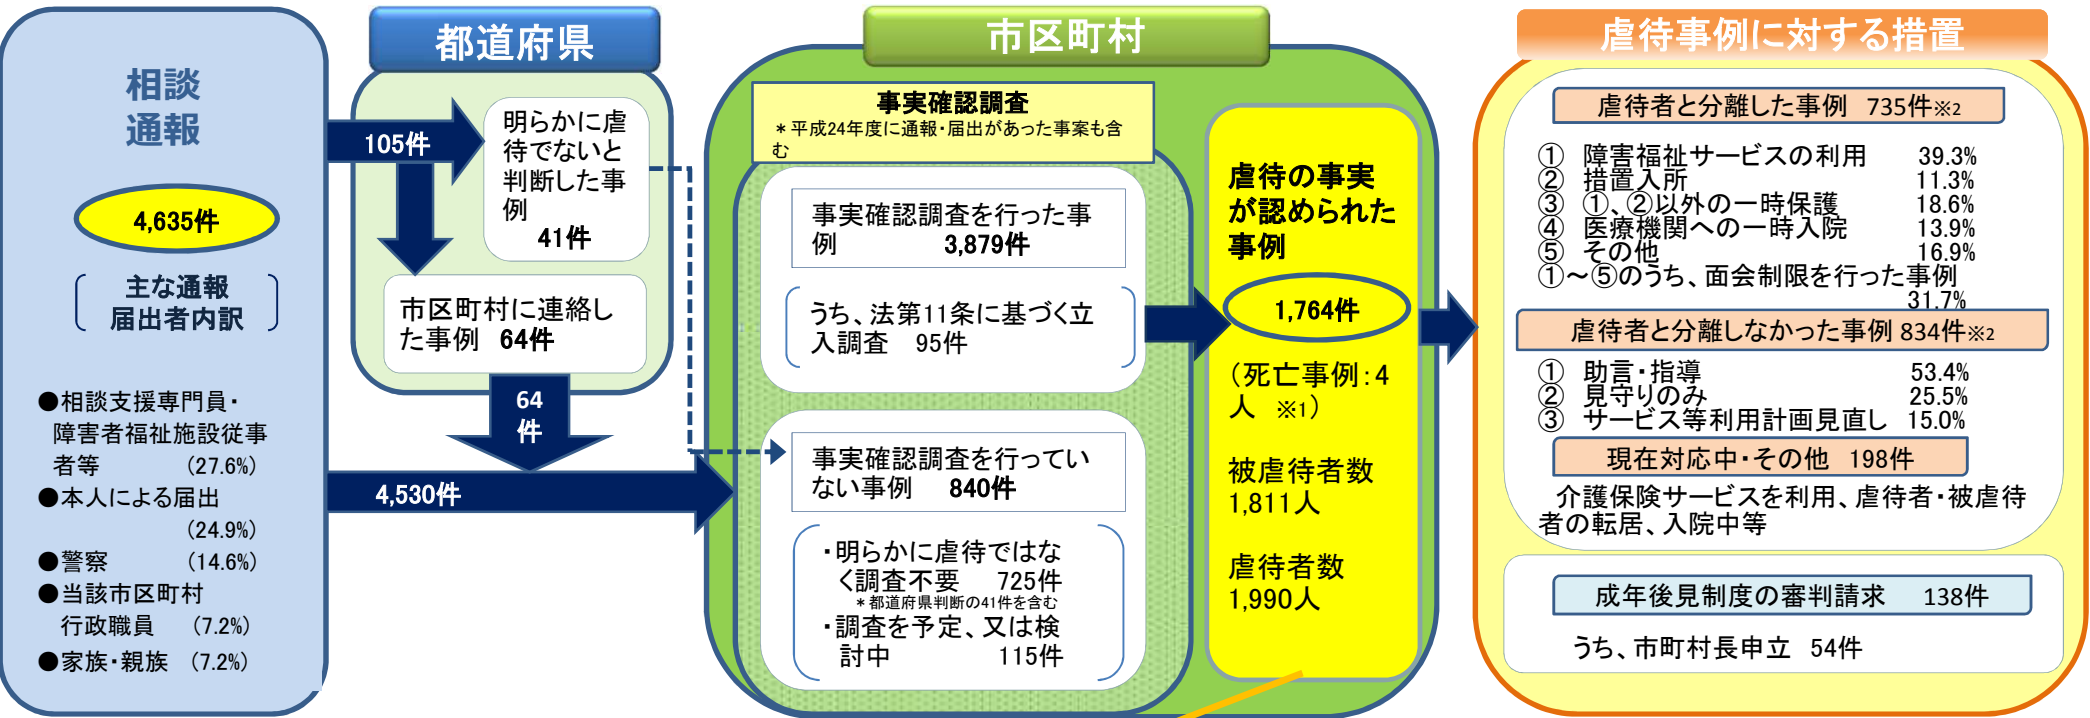 相談
通報
4,635件
主な通報
届出者内訳
●相談支援専門員・
障害者福祉施設従事
者等 (27.6%)
●本人による届出
(24.9%)
●警察 (14.6%)
●当該市区町村
行政職員 (7.2%)
●家族・親族 (7.2%)
都道府県
105件
明らかに虐
待でないと
判断した事
例
41件
市区町村に連絡し
た事例 64件
64
件
4,530件
市区町村
事実確認調査
*平成24年度に通報・届出があった事案も含
む
事実確認調査を行った事
例 3,879件
うち、法第11条に基づく立
入調査 95件
事実確認調査を行ってい
ない事例 840件
・明らかに虐待ではな
く調査不要 725件
*都道府県判断の41件を含む
・調査を予定、又は検
討中 115件
虐待の事実
が認められた
事例
1,764件
(死亡事例:4
人 ※1)
被虐待者数
1,811人
虐待者数
1,990人
虐待事例に対する措置
虐待者と分離した事例 735件※2
① 障害福祉サービスの利用 39.3%
② 措置入所 11.3%
③ ①、②以外の一時保護 18.6%
④ 医療機関への一時入院 13.9%
⑤ その他 16.9%
①～⑤のうち、面会制限を行った事例
31.7%
虐待者と分離しなかった事例 834件※2
① 助言・指導 53.4%
② 見守りのみ 25.5%
③ サービス等利用計画見直し 15.0%
現在対応中・その他 198件
介護保険サービスを利用、虐待者・被虐待
者の転居、入院中等
成年後見制度の審判請求 138件
うち、市町村長申立 54件